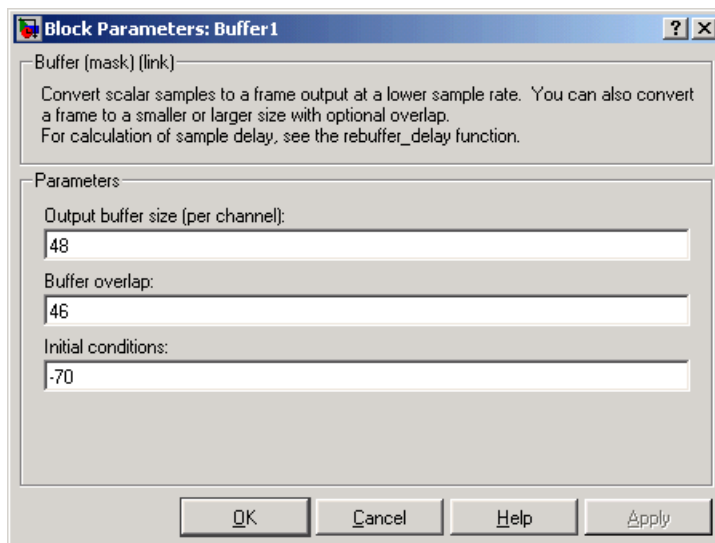 Block Parameters: Buffer1
Buffer (mask) (link)
Convert scalar samples to a frame output at a lower sample rate.  You can also convert
a frame to a smaller or larger size with optional overlap.
For calculation of sample delay, see the rebuffer_delay function.
Parameters
Output buffer size (per channel):
48
Buffer overlap:
46
Initial conditions:
-70
OK Cancel Help Apply